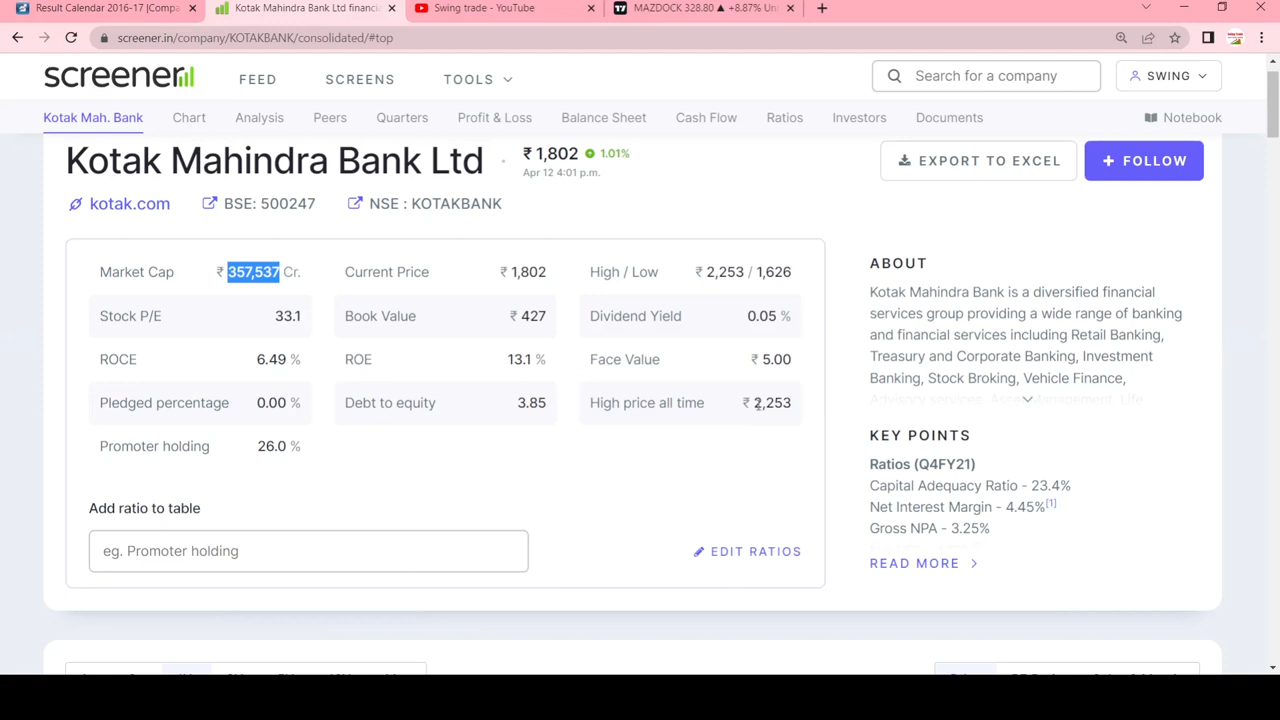 Result Calendar 2016-17 |Compa
Kotak Mahindra Bank Ltd financi
Swing trade - YouTube
MAZDOCK 328.80 ▲ +8.87% Un
screener.in/company/KOTAKBANK/consolidated/#top
screener
FEED
SCREENS
TOOLS
Search for a company
SWING
Kotak Mah. Bank
Chart
Analysis
Peers
Quarters
Profit & Loss
Balance Sheet
Cash Flow
Ratios
Investors
Documents
Notebook
Kotak Mahindra Bank Ltd
₹ 1,802
1.01%
Apr 12 4:01 p.m.
EXPORT TO EXCEL
+ FOLLOW
kotak.com
BSE: 500247
NSE : KOTAKBANK
Market Cap ₹ 357,537 Cr.
Current Price ₹ 1,802
High / Low ₹ 2,253 / 1,626
Stock P/E 33.1
Book Value ₹ 427
Dividend Yield 0.05 %
ROCE 6.49 %
ROE 13.1 %
Face Value ₹ 5.00
Pledged percentage 0.00 %
Debt to equity 3.85
High price all time ₹ 2,253
Promoter holding 26.0 %
Add ratio to table
eg. Promoter holding
EDIT RATIOS
ABOUT
Kotak Mahindra Bank is a diversified financial
services group providing a wide range of banking
and financial services including Retail Banking,
Treasury and Corporate Banking, Investment
Banking, Stock Broking, Vehicle Finance,
Advisory services, Asset Management, Life
KEY POINTS
Ratios (Q4FY21)
Capital Adequacy Ratio - 23.4%
Net Interest Margin - 4.45%[1]
Gross NPA - 3.25%
READ MORE